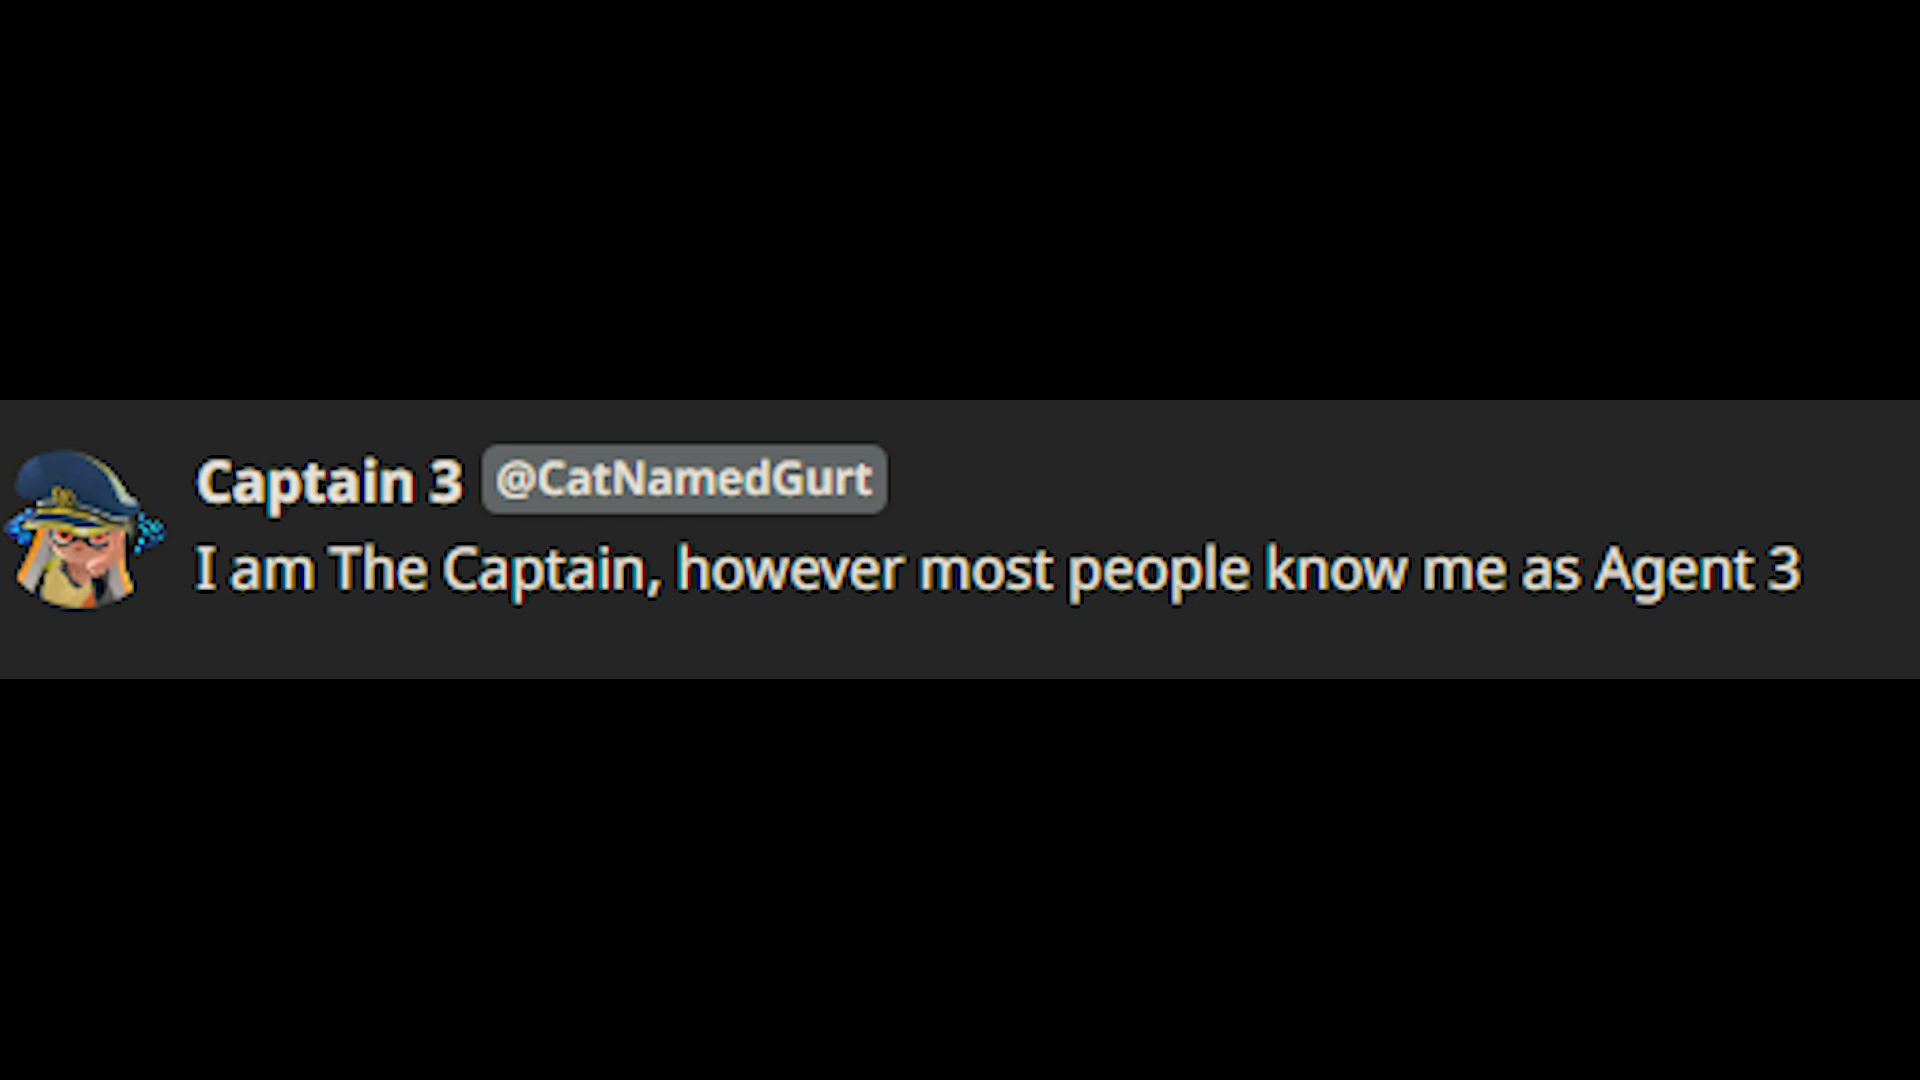 Captain 3 @CatNamedGurt
I am The Captain, however most people know me as Agent 3